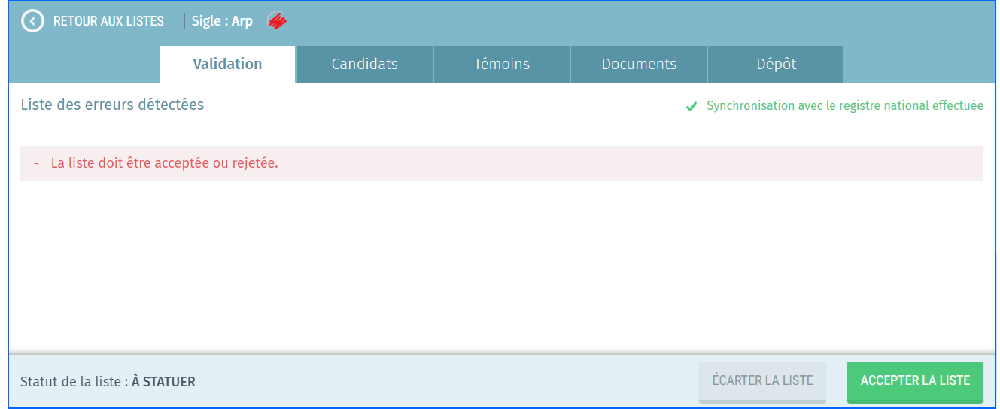 RETOUR AUX LISTES Sigle : Arp
Validation Candidats Témoins Documents Dépôt
Liste des erreurs détectées Synchronisation avec le registre national effectuée
- La liste doit être acceptée ou rejetée.
Statut de la liste : À STATUER ÉCARTER LA LISTE ACCEPTER LA LISTE